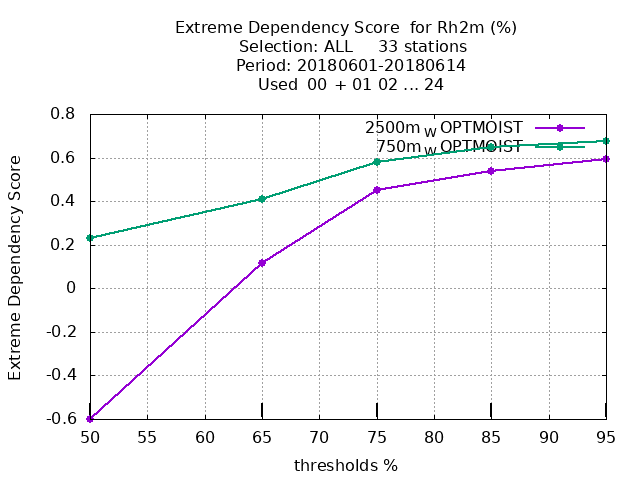 Extreme Dependency Score  for Rh2m (%)
Selection: ALL     33 stations
Period: 20180601-20180614
Used  00 + 01 02 ... 24
2500m W OPTMOIST
750m W OPTMOIST
Extreme Dependency Score
0.8
0.6
0.4
0.2
0
-0.2
-0.4
-0.6
50 55 60 65 70 75 80 85 90 95
thresholds %